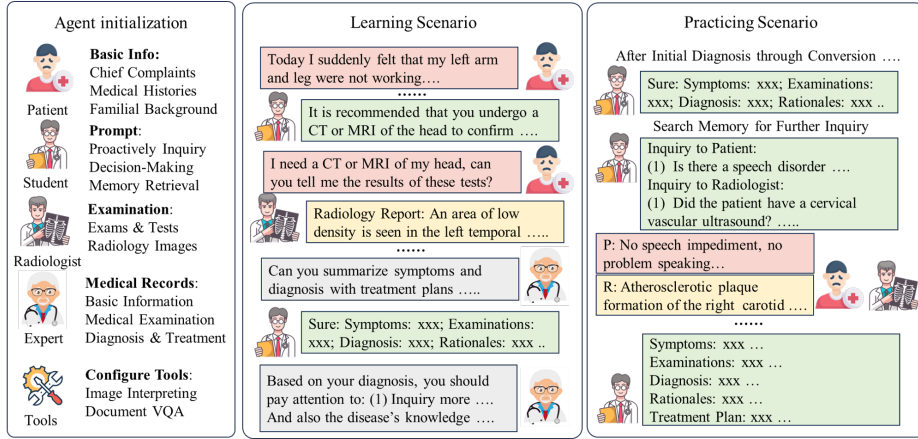 Agent initialization
Basic Info:
Chief Complaints
Medical Histories
Familial Background
Patient
Prompt:
Proactively Inquiry
Decision-Making
Memory Retrieval
Student
Examination:
Exams & Tests
Radiology Images
Radiologist
Medical Records:
Basic Information
Medical Examination
Diagnosis & Treatment
Expert
Configure Tools:
Image Interpreting
Document VQA
Tools
Learning Scenario
Today I suddenly felt that my left arm
and leg were not working….
……
It is recommended that you undergo a
CT or MRI of the head to confirm ….
I need a CT or MRI of my head, can
you tell me the results of these tests?
Radiology Report: An area of low
density is seen in the left temporal …..
……
Can you summarize symptoms and
diagnosis with treatment plans …..
Sure: Symptoms: xxx; Examinations:
xxx; Diagnosis: xxx; Rationales: xxx ..
Based on your diagnosis, you should
pay attention to: (1) Inquiry more ….
And also the disease’s knowledge ….
Practicing Scenario
After Initial Diagnosis through Conversion ….
Sure: Symptoms: xxx; Examinations:
xxx; Diagnosis: xxx; Rationales: xxx ..
Search Memory for Further Inquiry
Inquiry to Patient:
(1) Is there a speech disorder ….
Inquiry to Radiologist:
(1) Did the patient have a cervical
vascular ultrasound? …..
P: No speech impediment, no
problem speaking…
R: Atherosclerotic plaque
formation of the right carotid ….
……
Symptoms: xxx …
Examinations: xxx …
Diagnosis: xxx …
Rationales: xxx …
Treatment Plan: xxx …